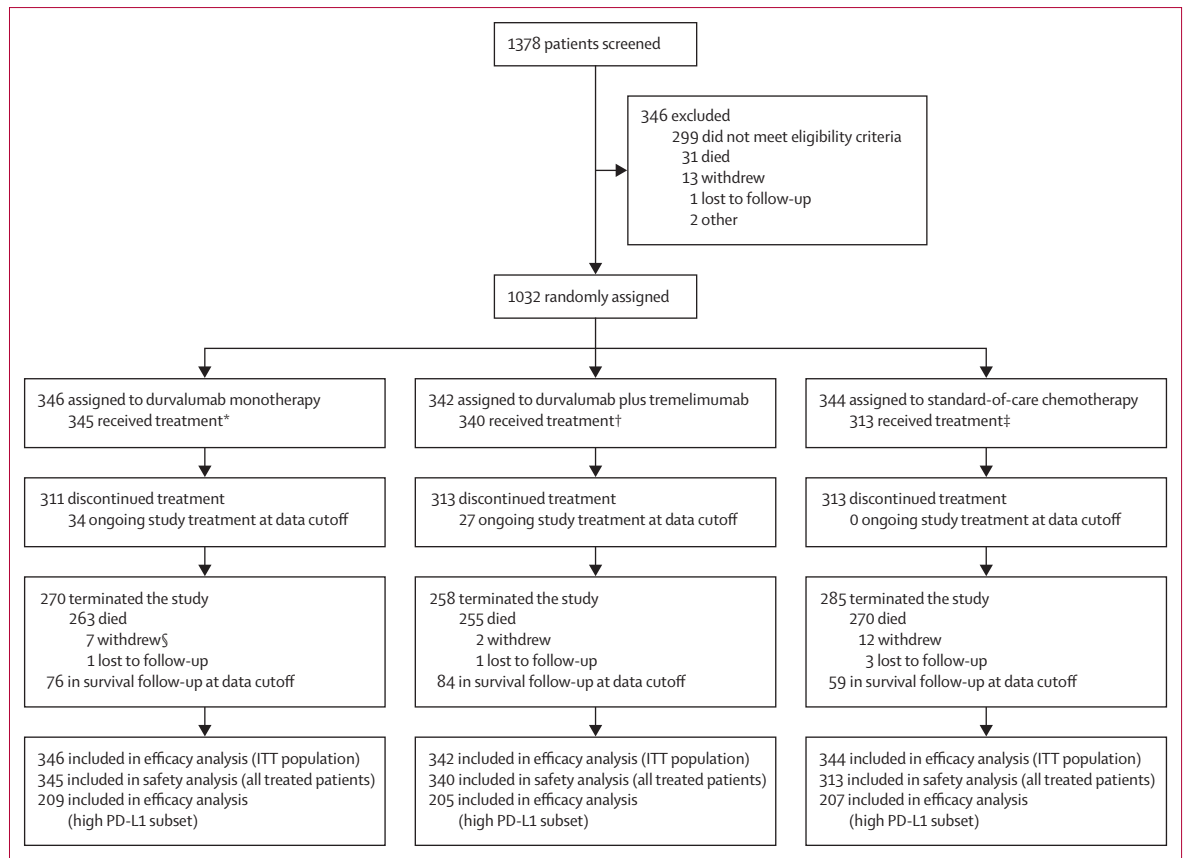 1378 patients screened
346 excluded
299 did not meet eligibility criteria
31 died
13 withdrew
1 lost to follow-up
2 other
1032 randomly assigned
346 assigned to durvalumab monotherapy
345 received treatment*
342 assigned to durvalumab plus tremelimumab
340 received treatment†
344 assigned to standard-of-care chemotherapy
313 received treatment‡
311 discontinued treatment
34 ongoing study treatment at data cutoff
313 discontinued treatment
27 ongoing study treatment at data cutoff
313 discontinued treatment
0 ongoing study treatment at data cutoff
270 terminated the study
263 died
7 withdrew§
1 lost to follow-up
76 in survival follow-up at data cutoff
258 terminated the study
255 died
2 withdrew
1 lost to follow-up
84 in survival follow-up at data cutoff
285 terminated the study
270 died
12 withdrew
3 lost to follow-up
59 in survival follow-up at data cutoff
346 included in efficacy analysis (ITT population)
345 included in safety analysis (all treated patients)
209 included in efficacy analysis
(high PD-L1 subset)
342 included in efficacy analysis (ITT population)
340 included in safety analysis (all treated patients)
205 included in efficacy analysis
(high PD-L1 subset)
344 included in efficacy analysis (ITT population)
313 included in safety analysis (all treated patients)
207 included in efficacy analysis
(high PD-L1 subset)